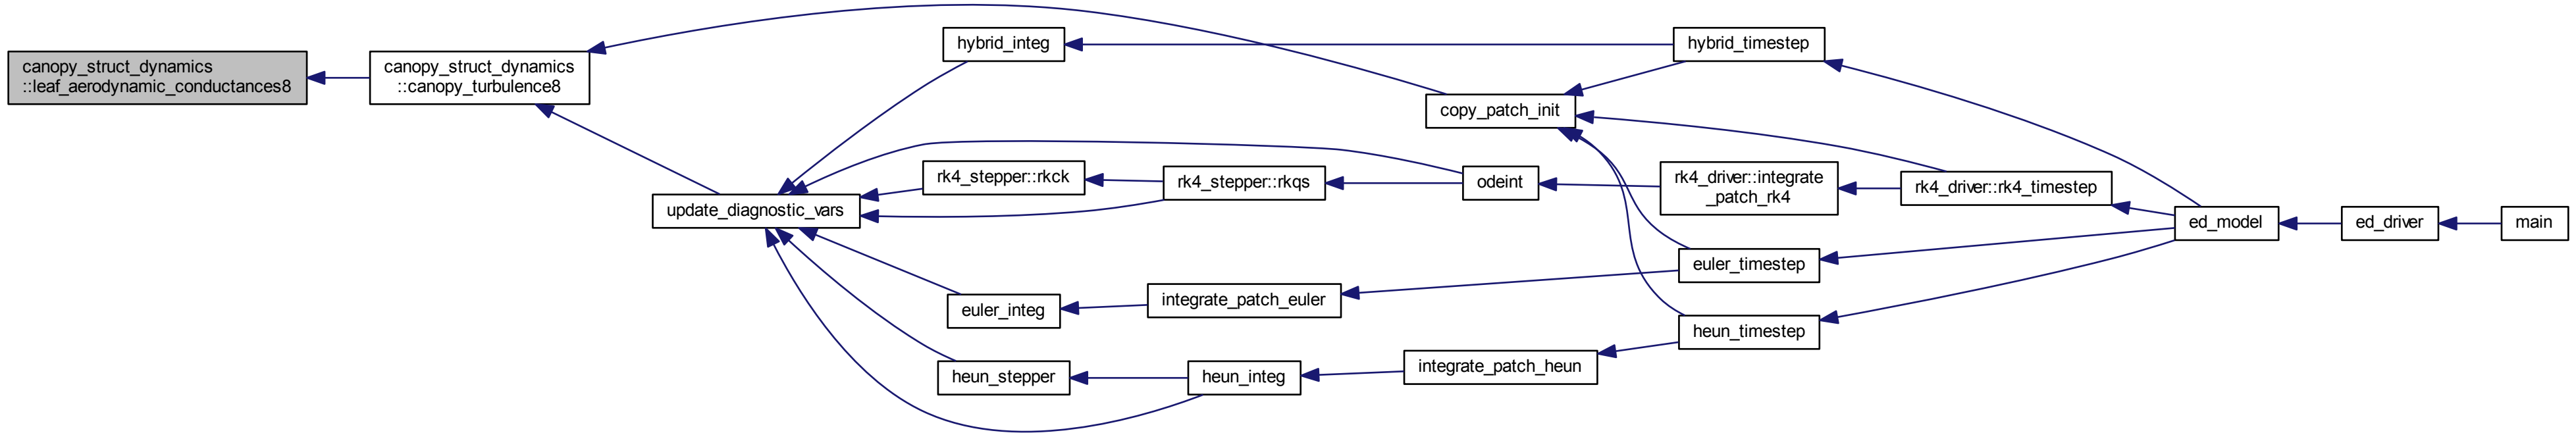 canopy_struct_dynamics
::leaf_aerodynamic_conductances8
canopy_struct_dynamics
::canopy_turbulence8
update_diagnostic_vars
hybrid_integ
rk4_stepper::rkck
rk4_stepper::rkqs
euler_integ
integrate_patch_euler
heun_stepper
heun_integ
integrate_patch_heun
copy_patch_init
odeint
rk4_driver::integrate
_patch_rk4
hybrid_timestep
rk4_driver::rk4_timestep
euler_timestep
heun_timestep
ed_model
ed_driver
main